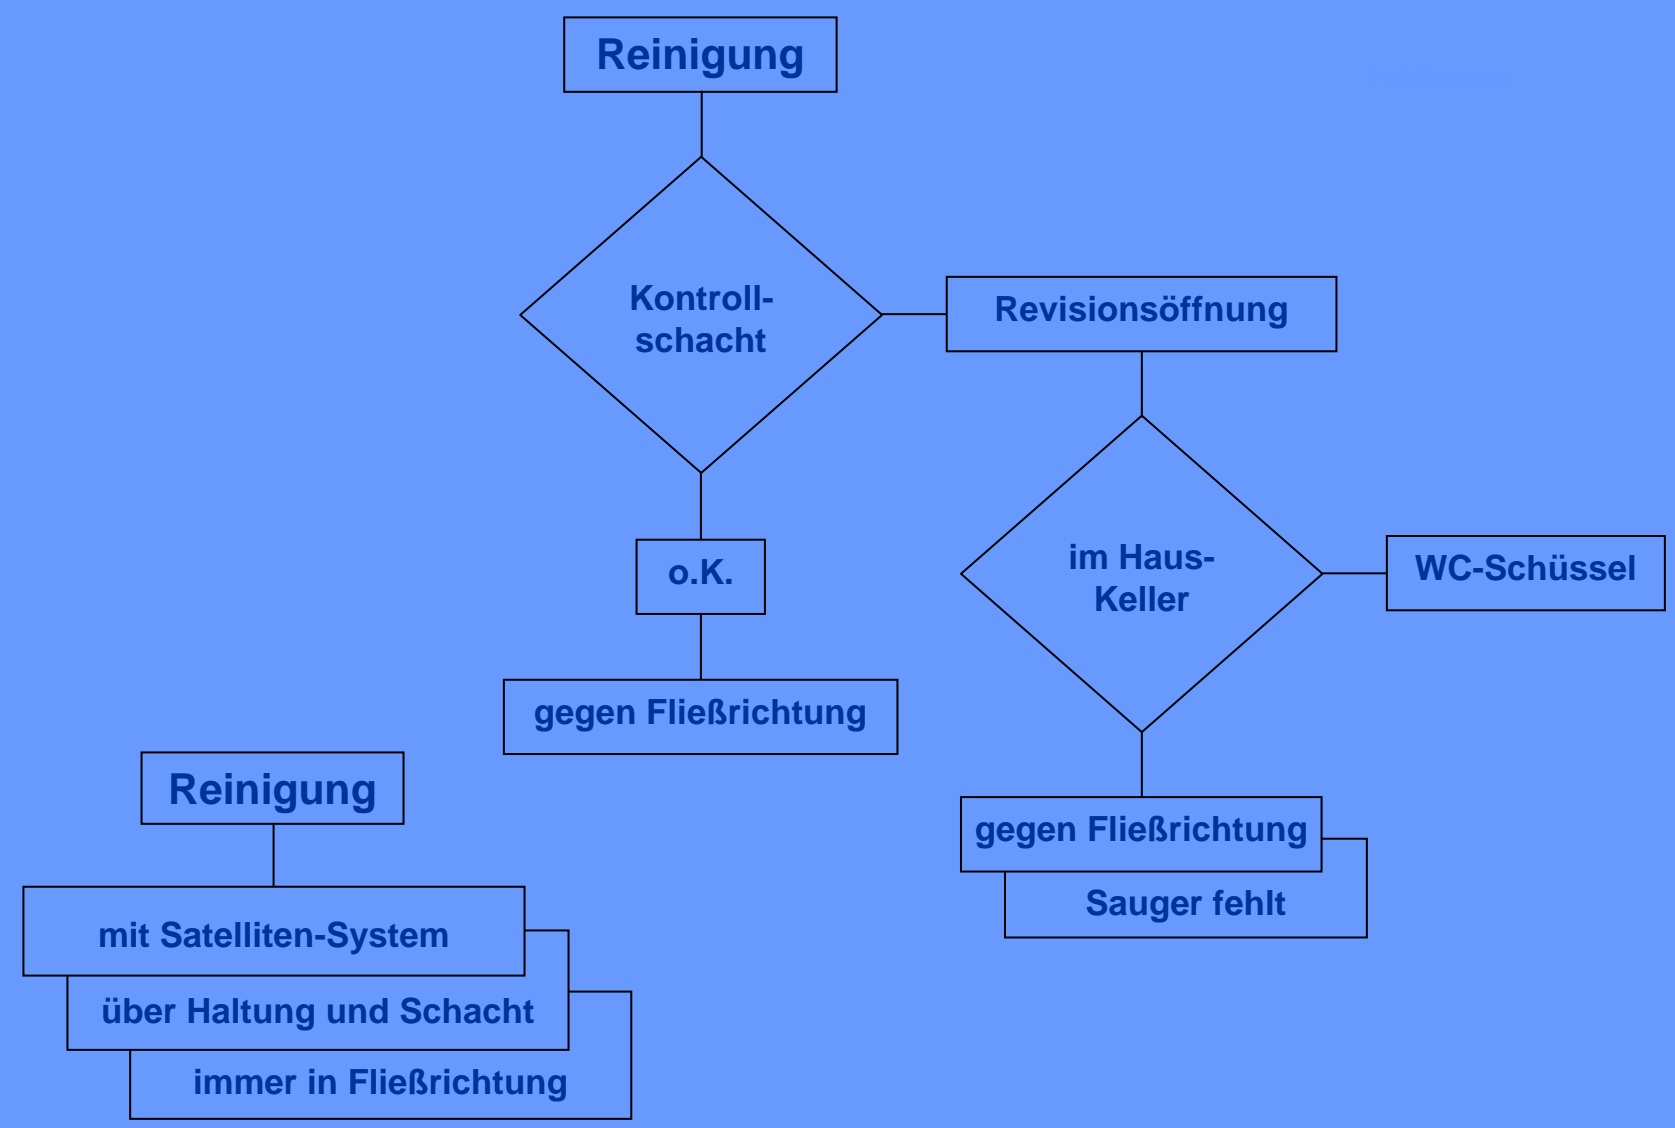 Reinigung
Kontroll-
schacht
Revisionsöffnung
im Haus-
Keller
WC-Schüssel
o.K.
gegen Fließrichtung
gegen Fließrichtung
Sauger fehlt
Reinigung
mit Satelliten-System
über Haltung und Schacht
immer in Fließrichtung